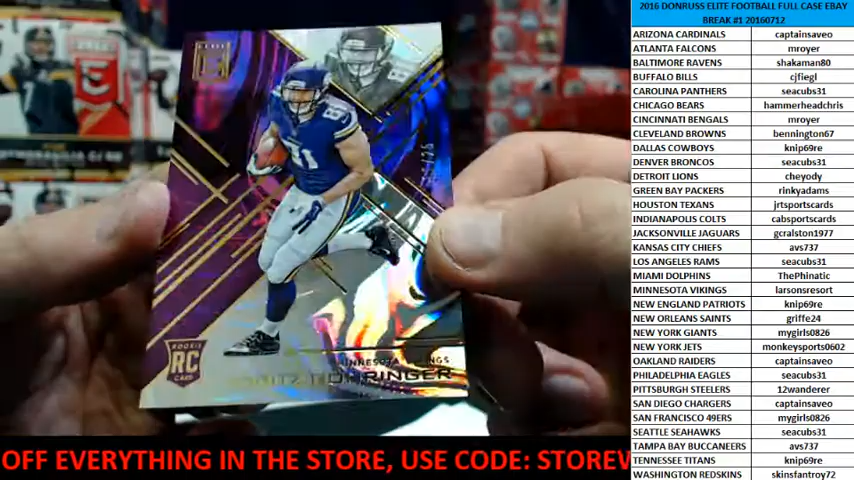 2016 DONRUSS ELITE FOOTBALL FULL CASE EBAY
BREAK #1 20160712
ARIZONA CARDINALS captainsaveo
ATLANTA FALCONS mroyer
BALTIMORE RAVENS shakaman80
BUFFALO BILLS cjfiegl
CAROLINA PANTHERS seacubs31
CHICAGO BEARS hammerheadchris
CINCINNATI BENGALS mroyer
CLEVELAND BROWNS bennington67
DALLAS COWBOYS knip69re
DENVER BRONCOS seacubs31
DETROIT LIONS cheyody
GREEN BAY PACKERS rinkyadams
HOUSTON TEXANS jrtsportscards
INDIANAPOLIS COLTS cabsportscards
JACKSONVILLE JAGUARS gcralston1977
KANSAS CITY CHIEFS avs737
LOS ANGELES RAMS seacubs31
MIAMI DOLPHINS ThePhinatic
MINNESOTA VIKINGS larsonsresort
NEW ENGLAND PATRIOTS knip69re
NEW ORLEANS SAINTS griffe24
NEW YORK GIANTS mygirls0826
NEW YORK JETS monkeysports0602
OAKLAND RAIDERS captainsaveo
PHILADELPHIA EAGLES seacubs31
PITTSBURGH STEELERS 12wanderer
SAN DIEGO CHARGERS captainsaveo
SAN FRANCISCO 49ERS mygirls0826
SEATTLE SEAHAWKS seacubs31
TAMPA BAY BUCCANEERS avs737
TENNESSEE TITANS knip69re
WASHINGTON REDSKINS skinsfantroy72
81
ROOKIE
RC
CARD
MINNESOTA VIKINGS
OFF EVERYTHING IN THE STORE, USE CODE: STOREV